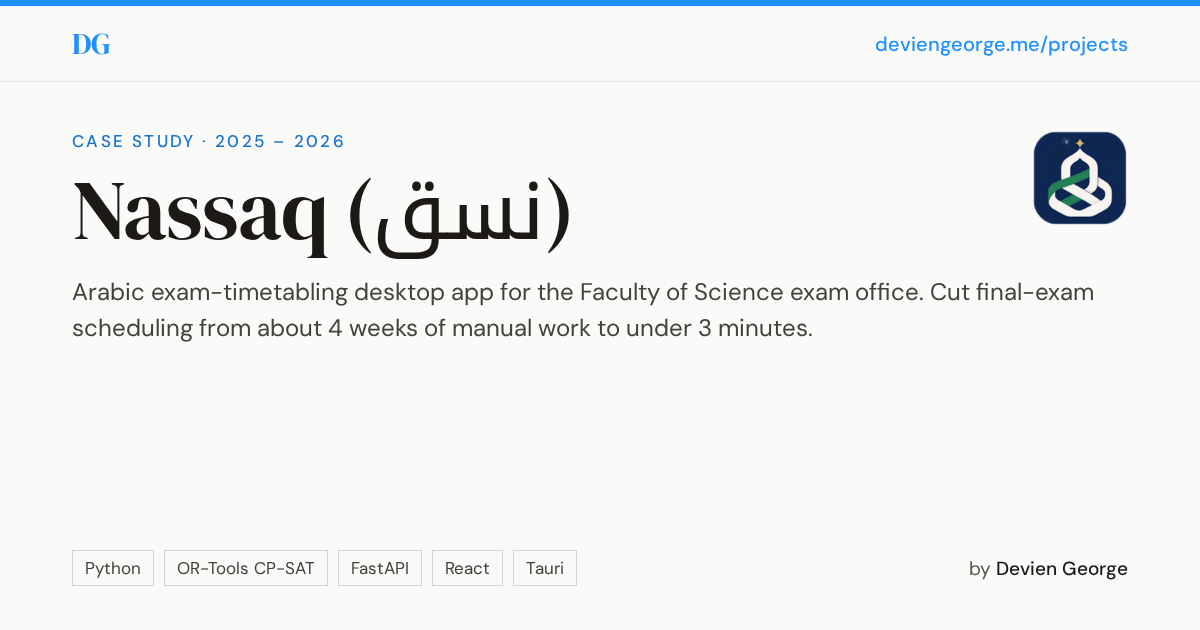 DG
deviengeorge.me/projects
CASE STUDY · 2025 – 2026
Nassaq (نسق)
Arabic exam-timetabling desktop app for the Faculty of Science exam office. Cut final-exam
scheduling from about 4 weeks of manual work to under 3 minutes.
Python
OR-Tools CP-SAT
FastAPI
React
Tauri
by Devien George